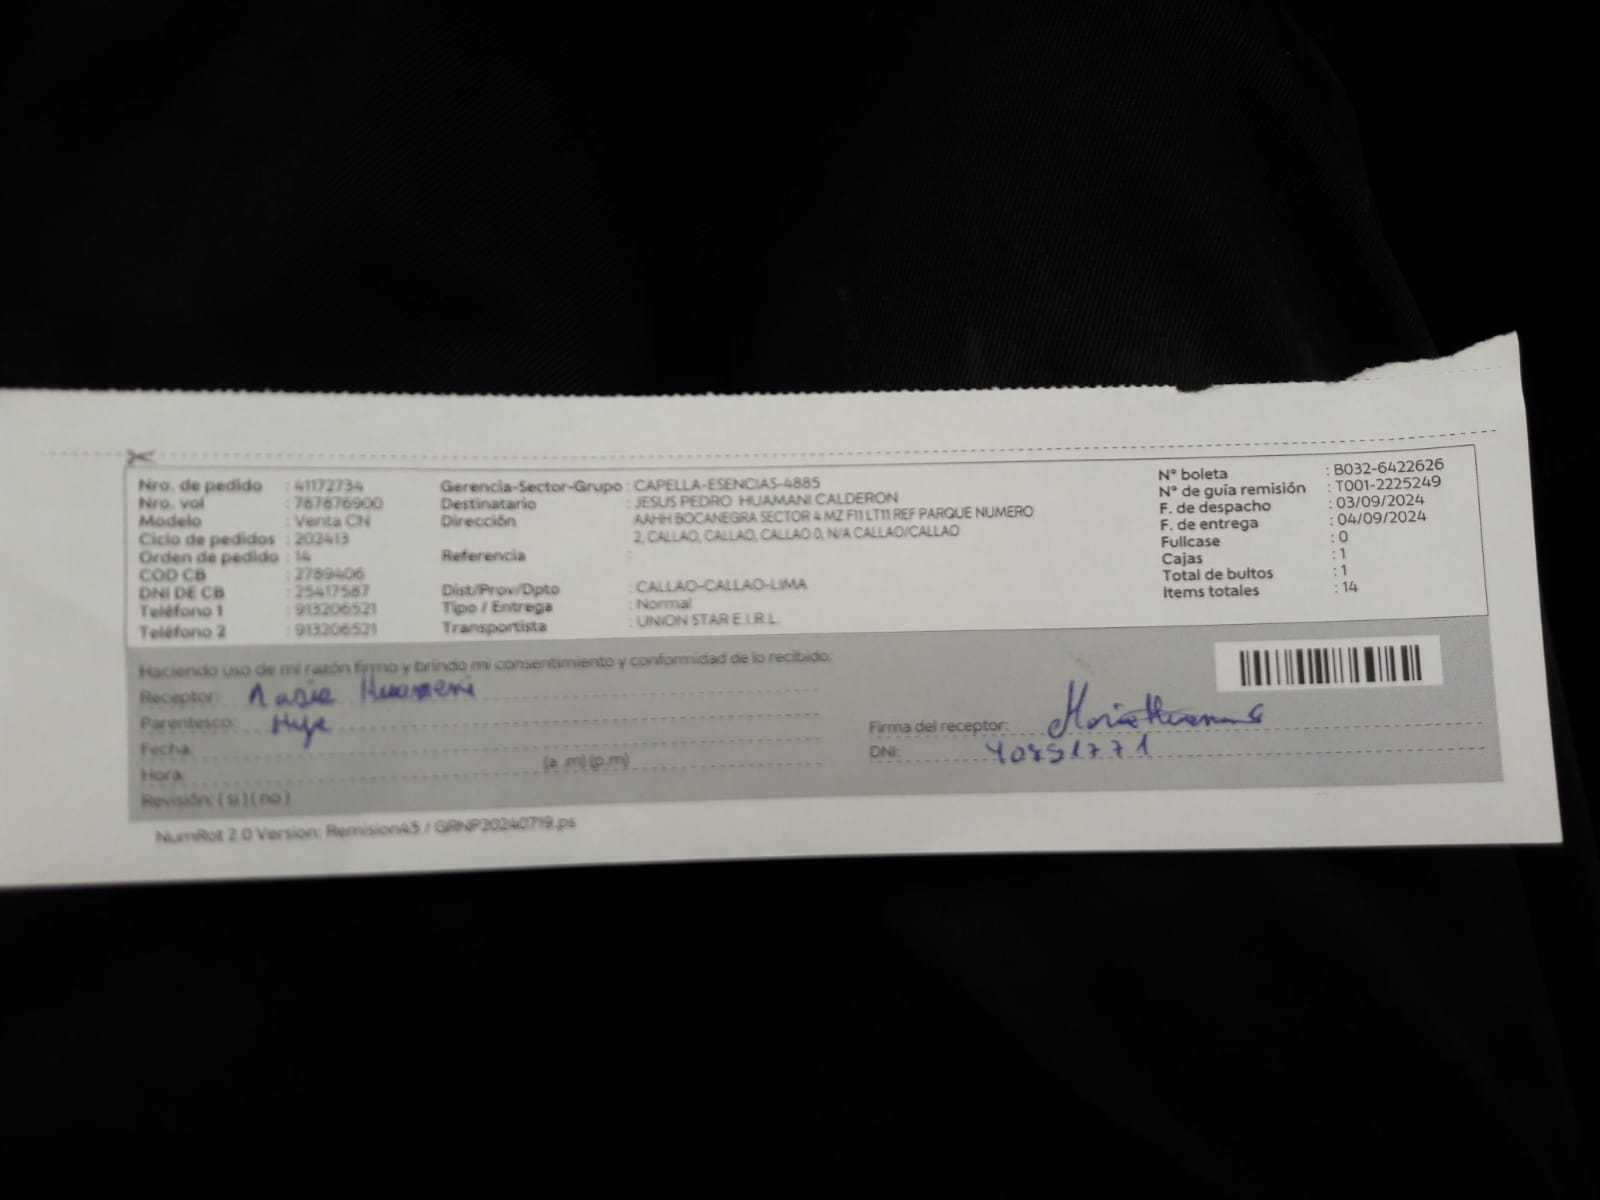 Nro. de pedido : 41172734
Nro. vol : 787876900
Modelo : Venta CN
Ciclo de pedidos : 202413
Orden de pedido : 14
COD CB : 2789406
DNI DE CB : 25417587
Teléfono 1 : 913206521
Teléfono 2 : 913206521
Gerencia-Sector-Grupo : CAPELLA-ESENCIAS-4885
Destinatario : JESUS PEDRO HUAMANI CALDERON
Dirección : AAHH BOCANEGRA SECTOR 4 MZ F11 LT11 REF PARQUE NUMERO
2, CALLAO, CALLAO, CALLAO 0, N/A CALLAO/CALLAO
Referencia :
Dist/Prov/Dpto : CALLAO-CALLAO-LIMA
Tipo / Entrega : Normal
Transportista : UNION STAR E.I.R.L.
N° boleta : B032-6422626
N° de guía remisión : T001-2225249
F. de despacho : 03/09/2024
F. de entrega : 04/09/2024
Fullcase : 0
Cajas : 1
Total de bultos : 1
Items totales : 14
Haciendo uso de mi razón firmo y brindo mi consentimiento y conformidad de lo recibido:
Receptor: Maria Huamani
Parentesco: Hija
Fecha:
Hora: (a.m) (p.m)
Revisión: ( si ) ( no )
Firma del receptor:
DNI:
NumRot 2.0 Version: Remision45 / GRNP20240719.ps